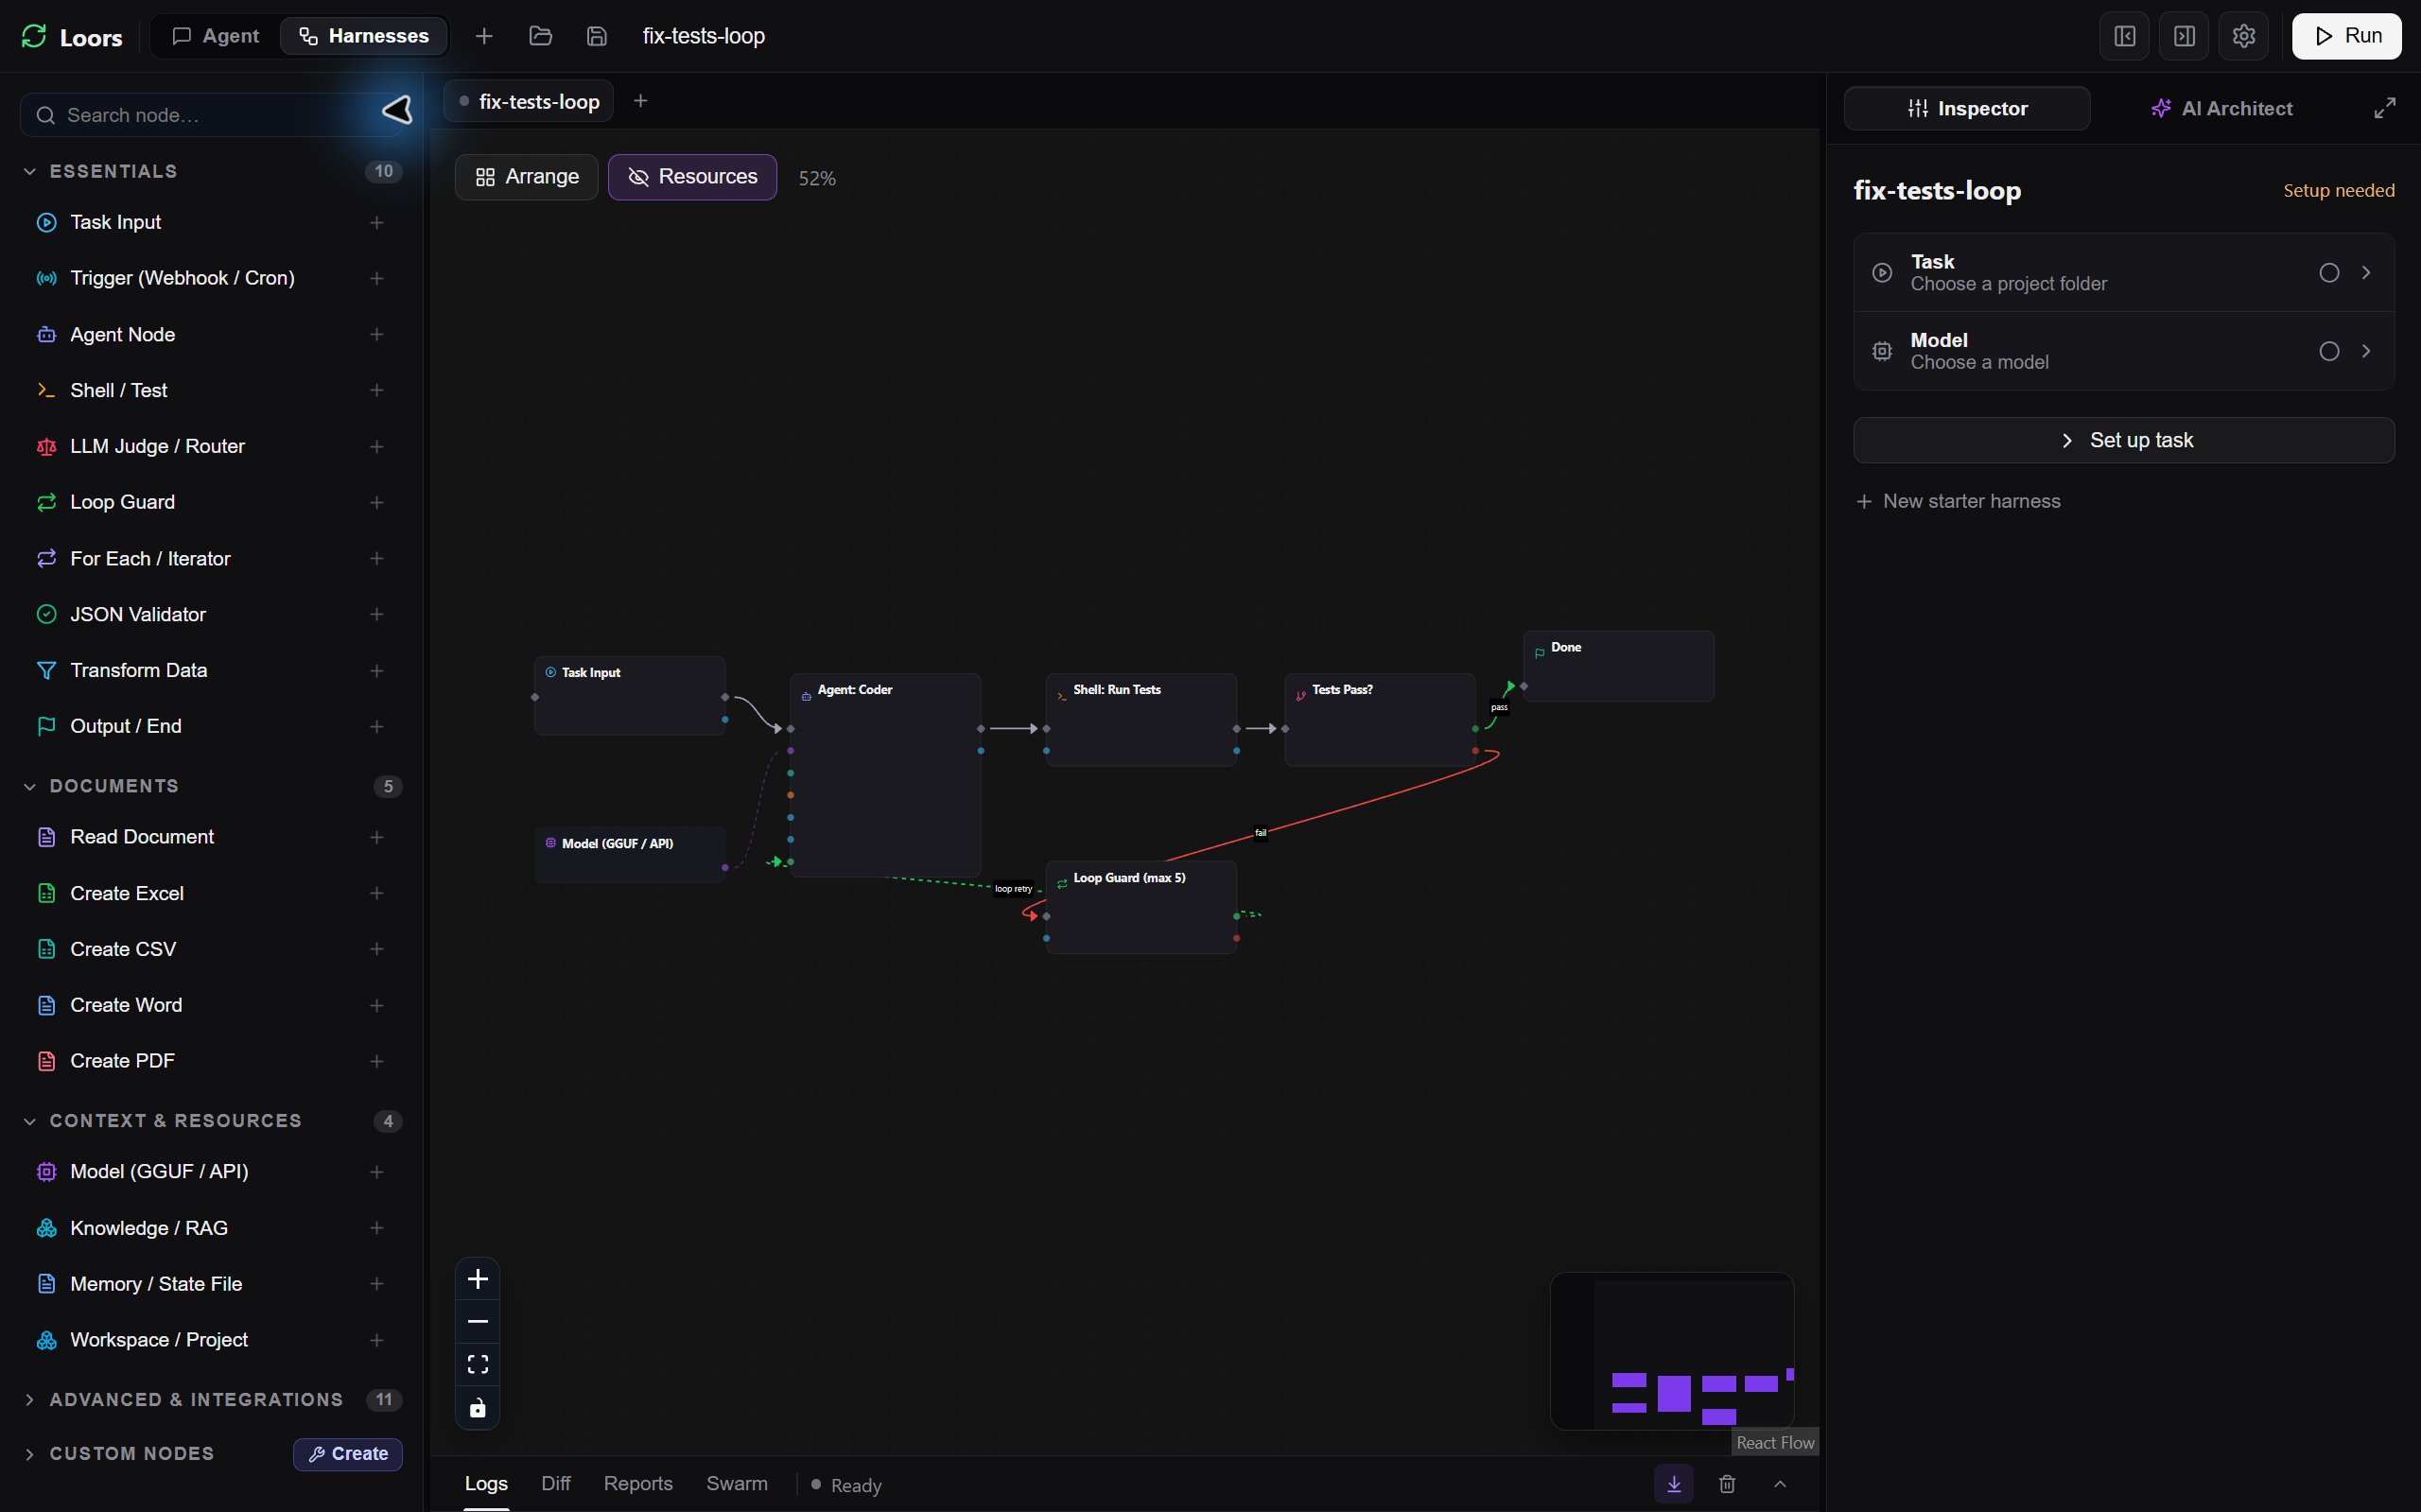 Loors
Agent
Harnesses
fix-tests-loop
Run
Search node...
fix-tests-loop
Inspector
AI Architect
ESSENTIALS
10
Arrange
Resources
52%
fix-tests-loop
Setup needed
Task Input
Trigger (Webhook / Cron)
Agent Node
Shell / Test
LLM Judge / Router
Loop Guard
For Each / Iterator
JSON Validator
Transform Data
Output / End
DOCUMENTS
5
Read Document
Create Excel
Create CSV
Create Word
Create PDF
CONTEXT & RESOURCES
4
Model (GGUF / API)
Knowledge / RAG
Memory / State File
Workspace / Project
ADVANCED & INTEGRATIONS
11
CUSTOM NODES
Create
Task Input
Agent: Coder
Shell: Run Tests
Tests Pass?
Done
pass
Model (GGUF / API)
fail
loop retry
Loop Guard (max 5)
React Flow
Logs
Diff
Reports
Swarm
Ready
Task
Choose a project folder
Model
Choose a model
Set up task
New starter harness